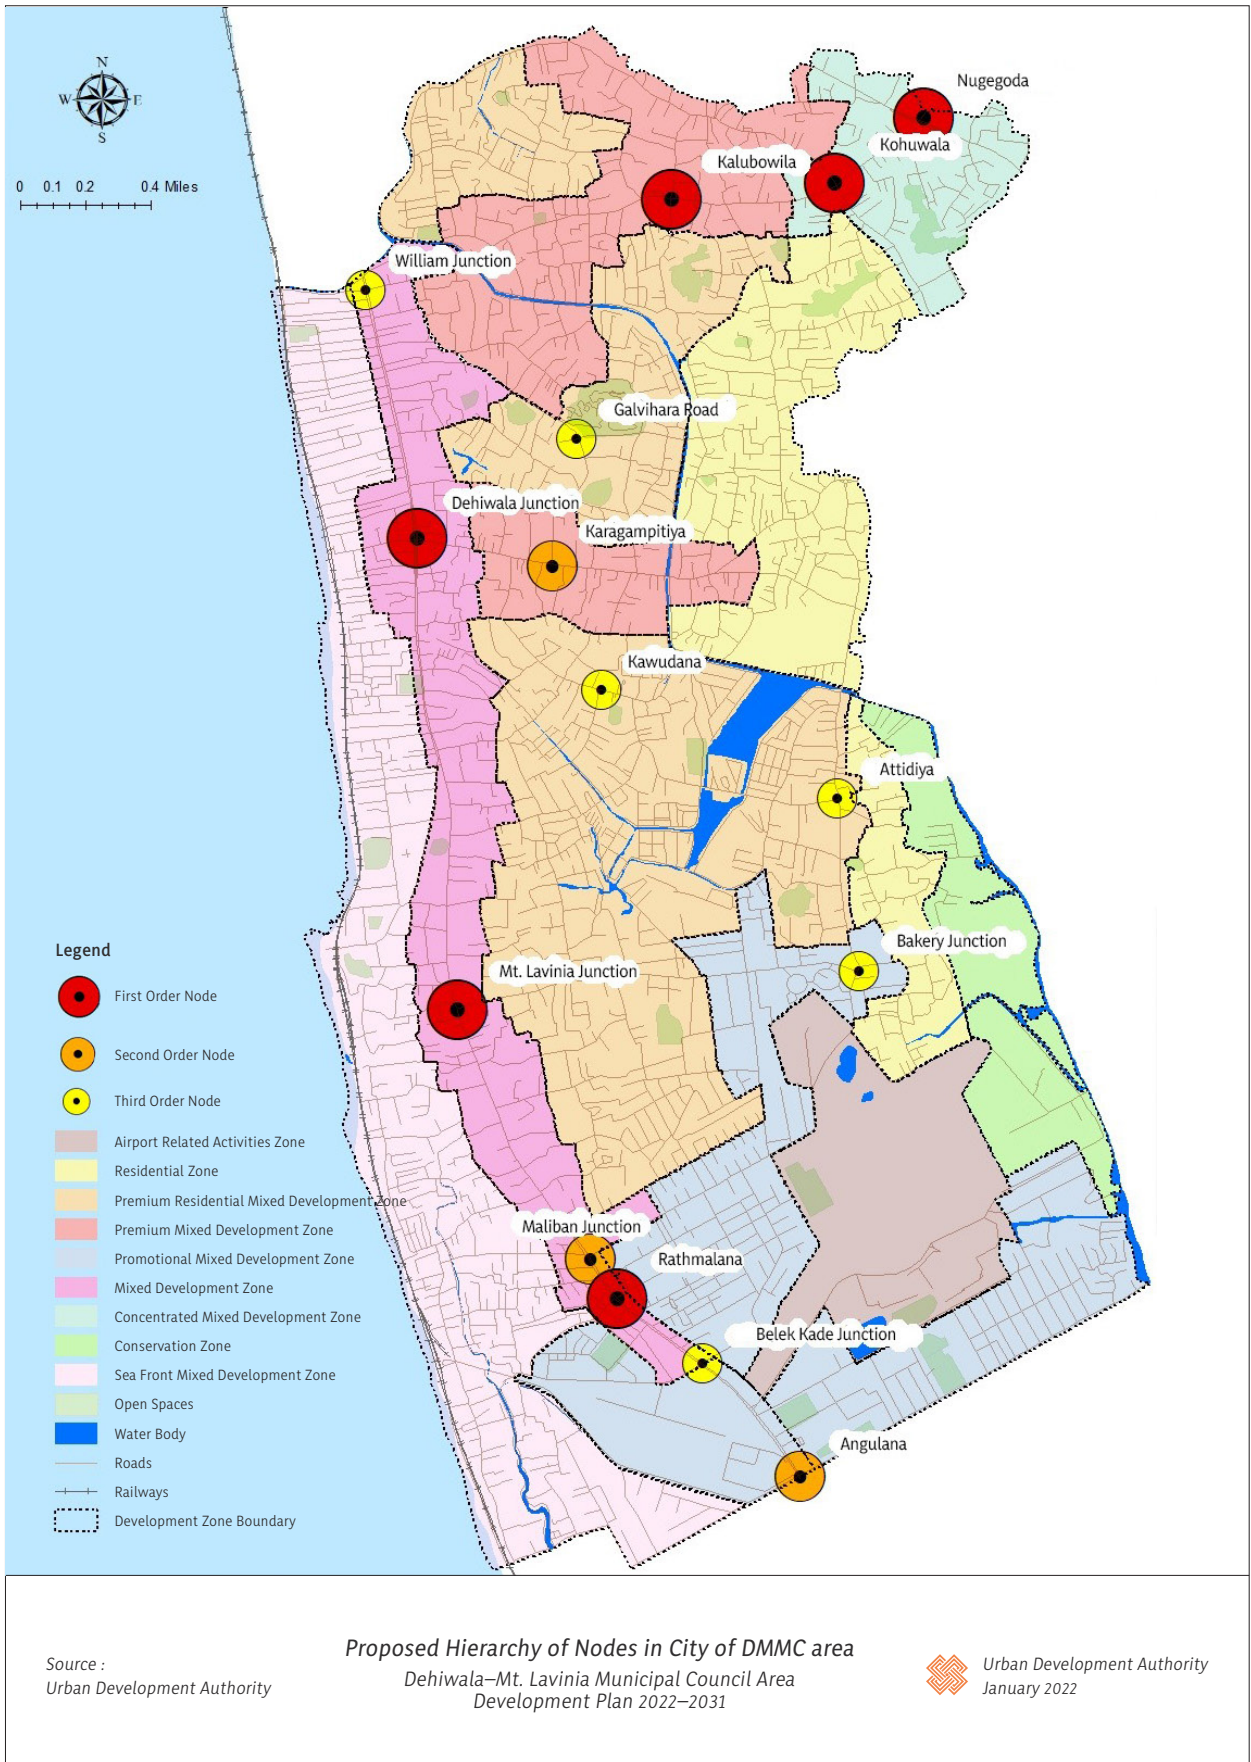 N
W E
S
0 0.1 0.2 0.4 Miles
Nugegoda
Kohuwala
Kalubowila
William Junction
Galvihara Road
Dehiwala Junction
Karagampitiya
Kawudana
Attidiya
Bakery Junction
Mt. Lavinia Junction
Maliban Junction
Rathmalana
Belek Kade Junction
Angulana
Legend
First Order Node
Second Order Node
Third Order Node
Airport Related Activities Zone
Residential Zone
Premium Residential Mixed Development Zone
Premium Mixed Development Zone
Promotional Mixed Development Zone
Mixed Development Zone
Concentrated Mixed Development Zone
Conservation Zone
Sea Front Mixed Development Zone
Open Spaces
Water Body
Roads
Railways
Development Zone Boundary
Source :
Urban Development Authority
Proposed Hierarchy of Nodes in City of DMMC area
Dehiwala–Mt. Lavinia Municipal Council Area
Development Plan 2022–2031
Urban Development Authority
January 2022